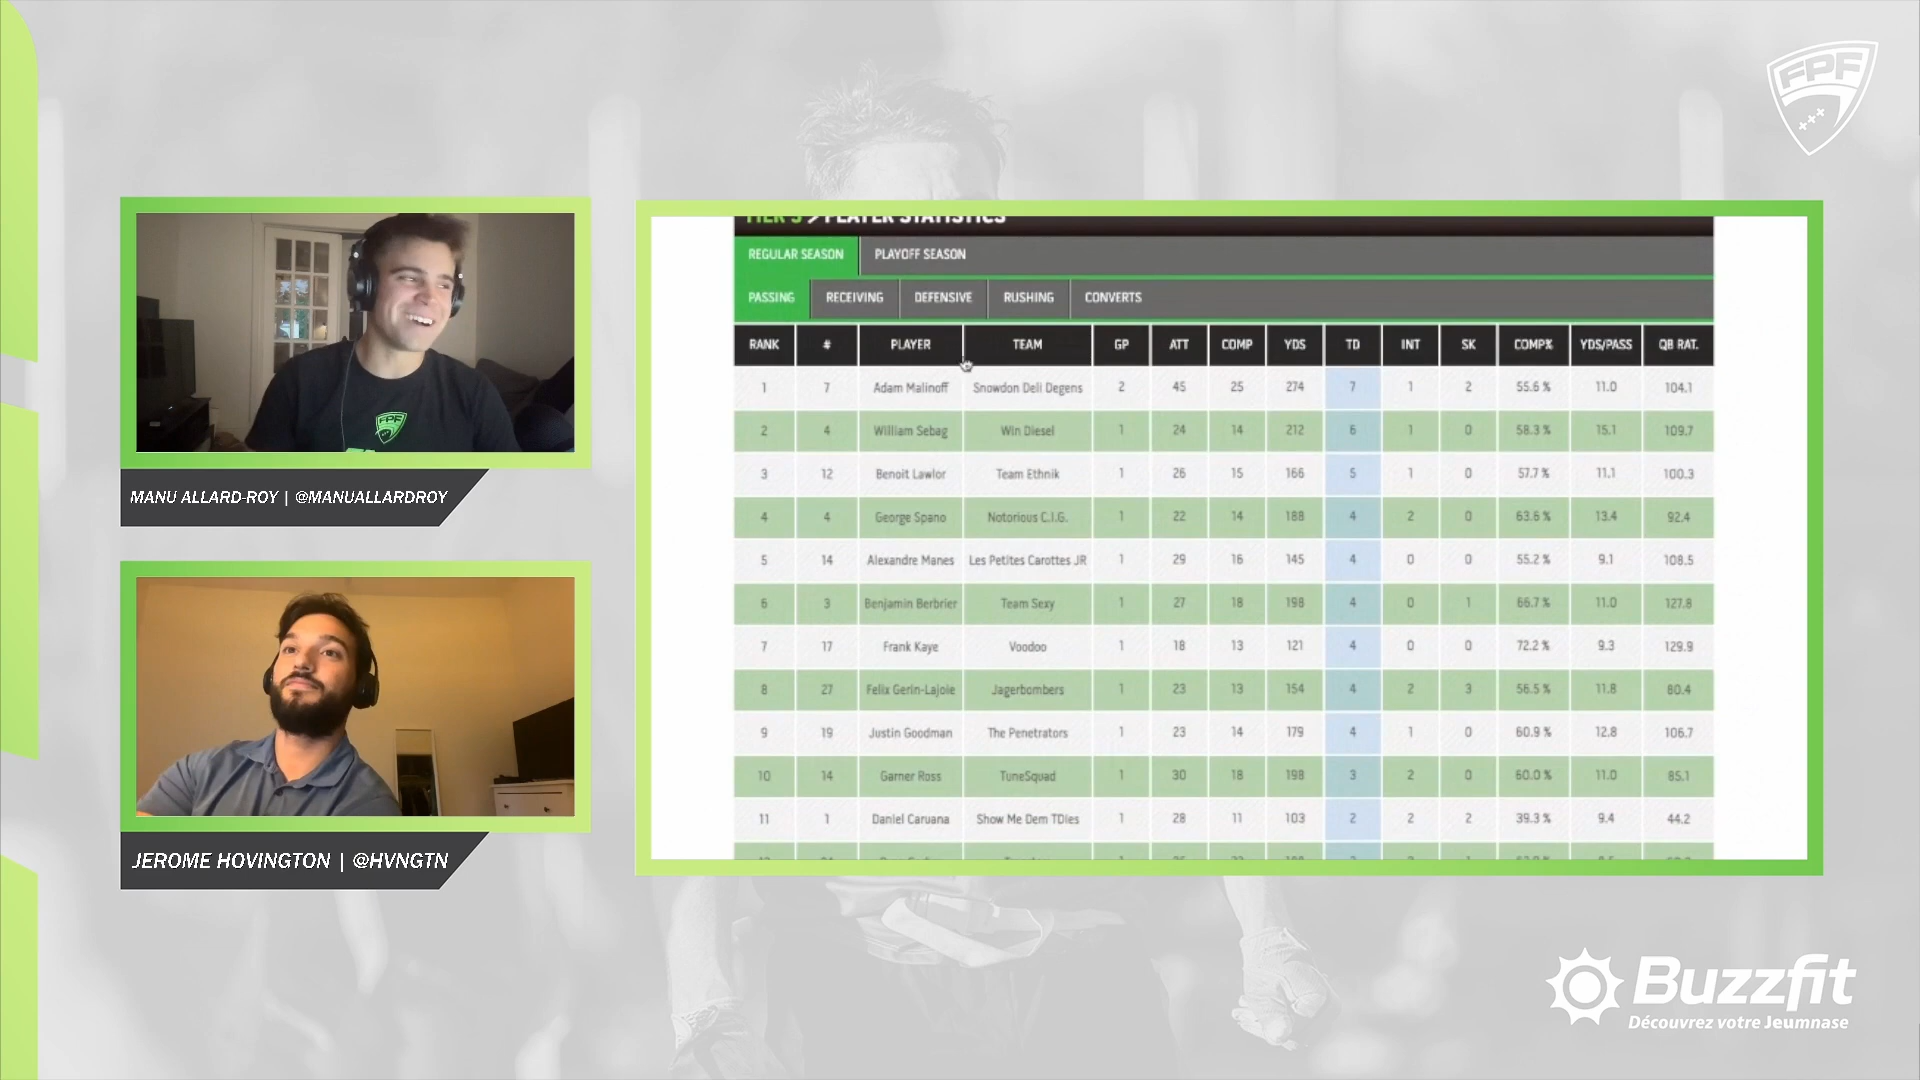 FPF
FPF
MANU ALLARD-ROY | @MANUALLARDROY
JEROME HOVINGTON | @HVNGTN
TIER 5 > PLAYER STATISTICS
REGULAR SEASON PLAYOFF SEASON
PASSING RECEIVING DEFENSIVE RUSHING CONVERTS
RANK # PLAYER TEAM GP ATT COMP YDS TD INT SK COMP% YDS/PASS QB RAT.
1 7 Adam Malinoff Snowdon Deli Degens 2 45 25 274 7 1 2 55.6 % 11.0 104.1
2 4 William Sebag Win Diesel 1 24 14 212 6 1 0 58.3 % 15.1 109.7
3 12 Benoit Lawlor Team Ethnik 1 26 15 166 5 1 0 57.7 % 11.1 100.3
4 4 George Spano Notorious C.I.G. 1 22 14 188 4 2 0 63.6 % 13.4 92.4
5 14 Alexandre Manes Les Petites Carottes JR 1 29 16 145 4 0 0 55.2 % 9.1 108.5
6 3 Benjamin Berbrier Team Sexy 1 27 18 198 4 0 1 66.7 % 11.0 127.8
7 17 Frank Kaye Voodoo 1 18 13 121 4 0 0 72.2 % 9.3 129.9
8 27 Felix Gerin-Lajoie Jagerbombers 1 23 13 154 4 2 3 56.5 % 11.8 80.4
9 19 Justin Goodman The Penetrators 1 23 14 179 4 1 0 60.9 % 12.8 106.7
10 14 Garner Ross TuneSquad 1 30 18 198 3 2 0 60.0 % 11.0 85.1
11 1 Daniel Caruana Show Me Dem TDies 1 28 11 103 2 2 2 39.3 % 9.4 44.2
Buzzfit
Découvrez votre Jeumnase